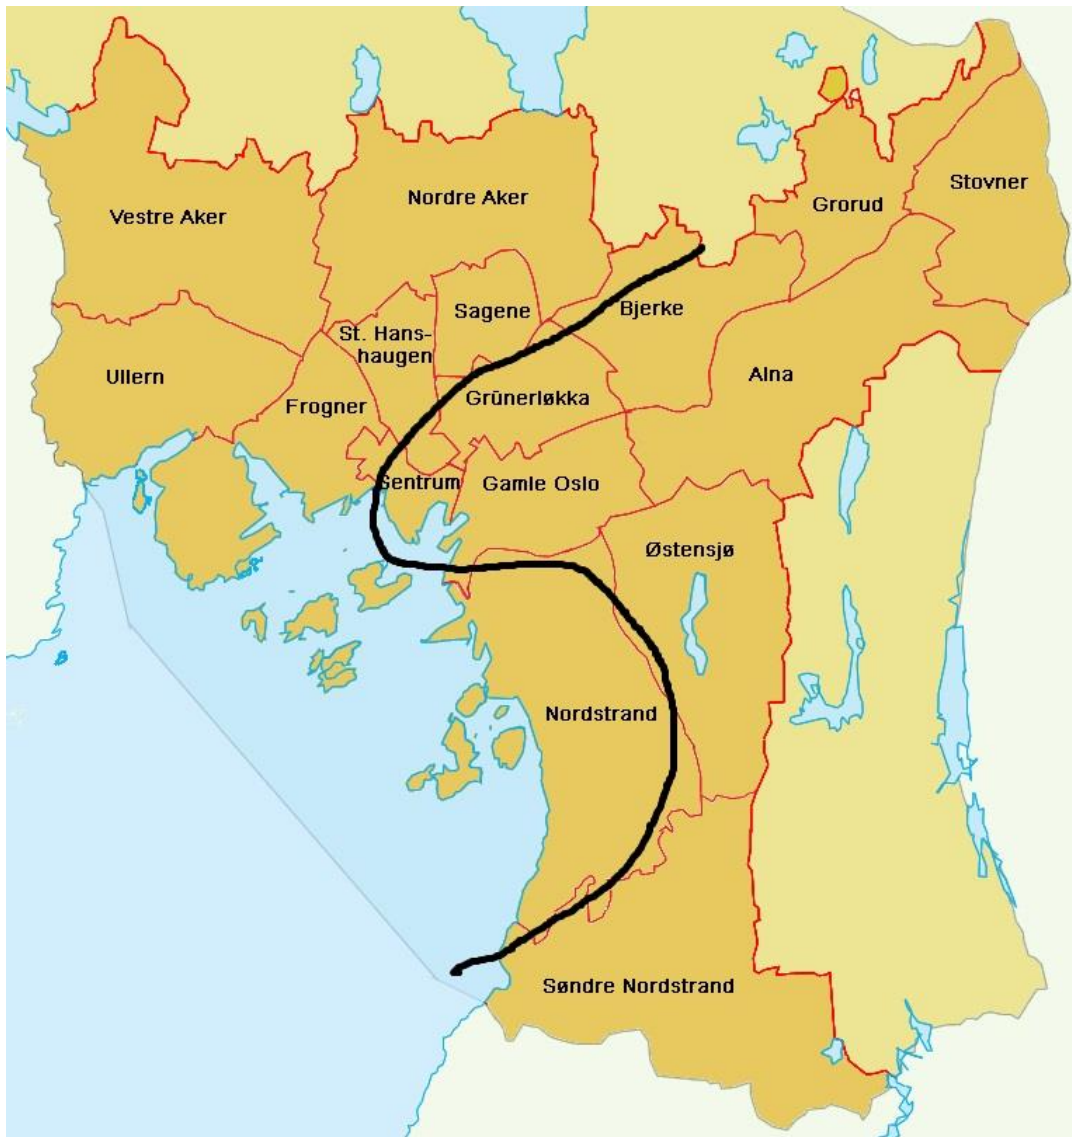 Stovner
Nordre Aker
Grorud
Vestre Aker
Bjerke
Sagene
St. Hans-
haugen
Alna
Ullern
Grünerløkka
Frogner
Sentrum
Gamle Oslo
Østensjø
Nordstrand
Søndre Nordstrand